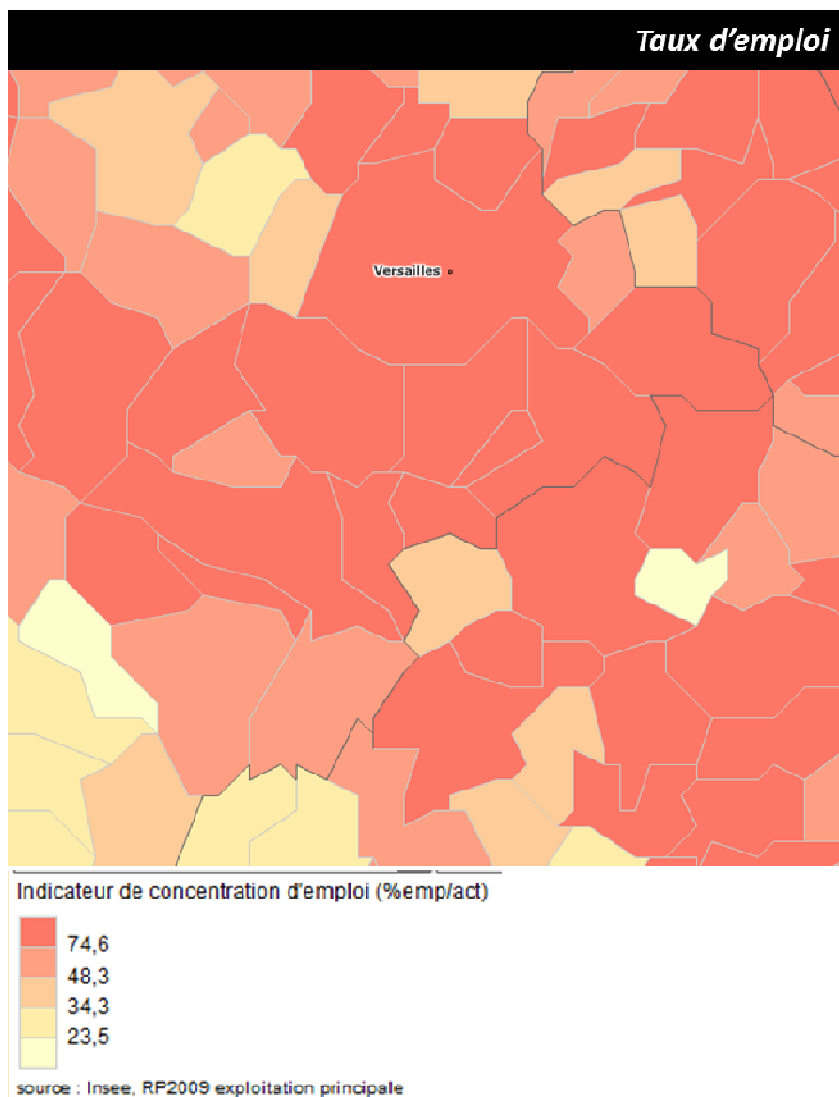 Taux d'emploi
Versailles
Indicateur de concentration d'emploi (%emp/act)
74,6
48,3
34,3
23,5
source : Insee, RP2009 exploitation principale